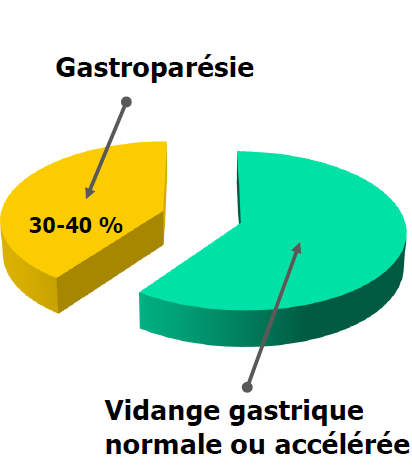 Gastroparésie
30-40 %
Vidange gastrique
normale ou accélérée